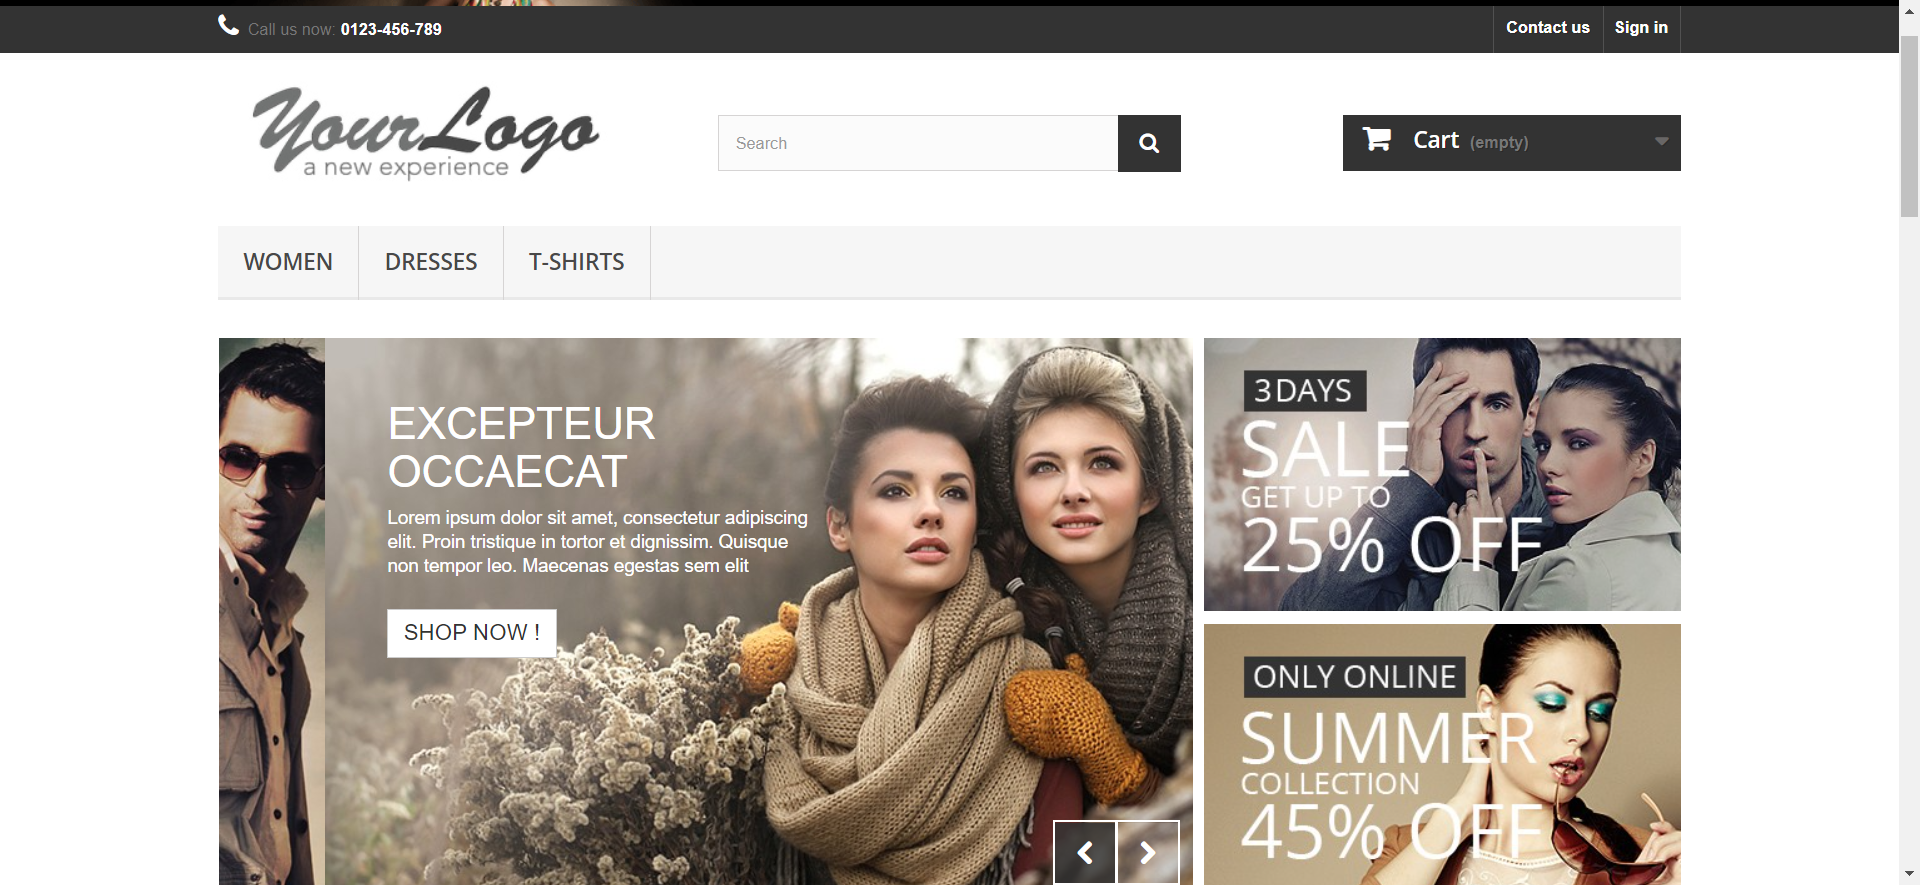 Call us now: 0123-456-789
Contact us
Sign in
YourLogo
a new experience
Search
Cart (empty)
WOMEN
DRESSES
T-SHIRTS
EXCEPTEUR
OCCAECAT
Lorem ipsum dolor sit amet, consectetur adipiscing
elit. Proin tristique in tortor et dignissim. Quisque
non tempor leo. Maecenas egestas sem elit
SHOP NOW !
3 DAYS
SALE
GET UP TO
25% OFF
ONLY ONLINE
SUMMER
COLLECTION
45% OFF